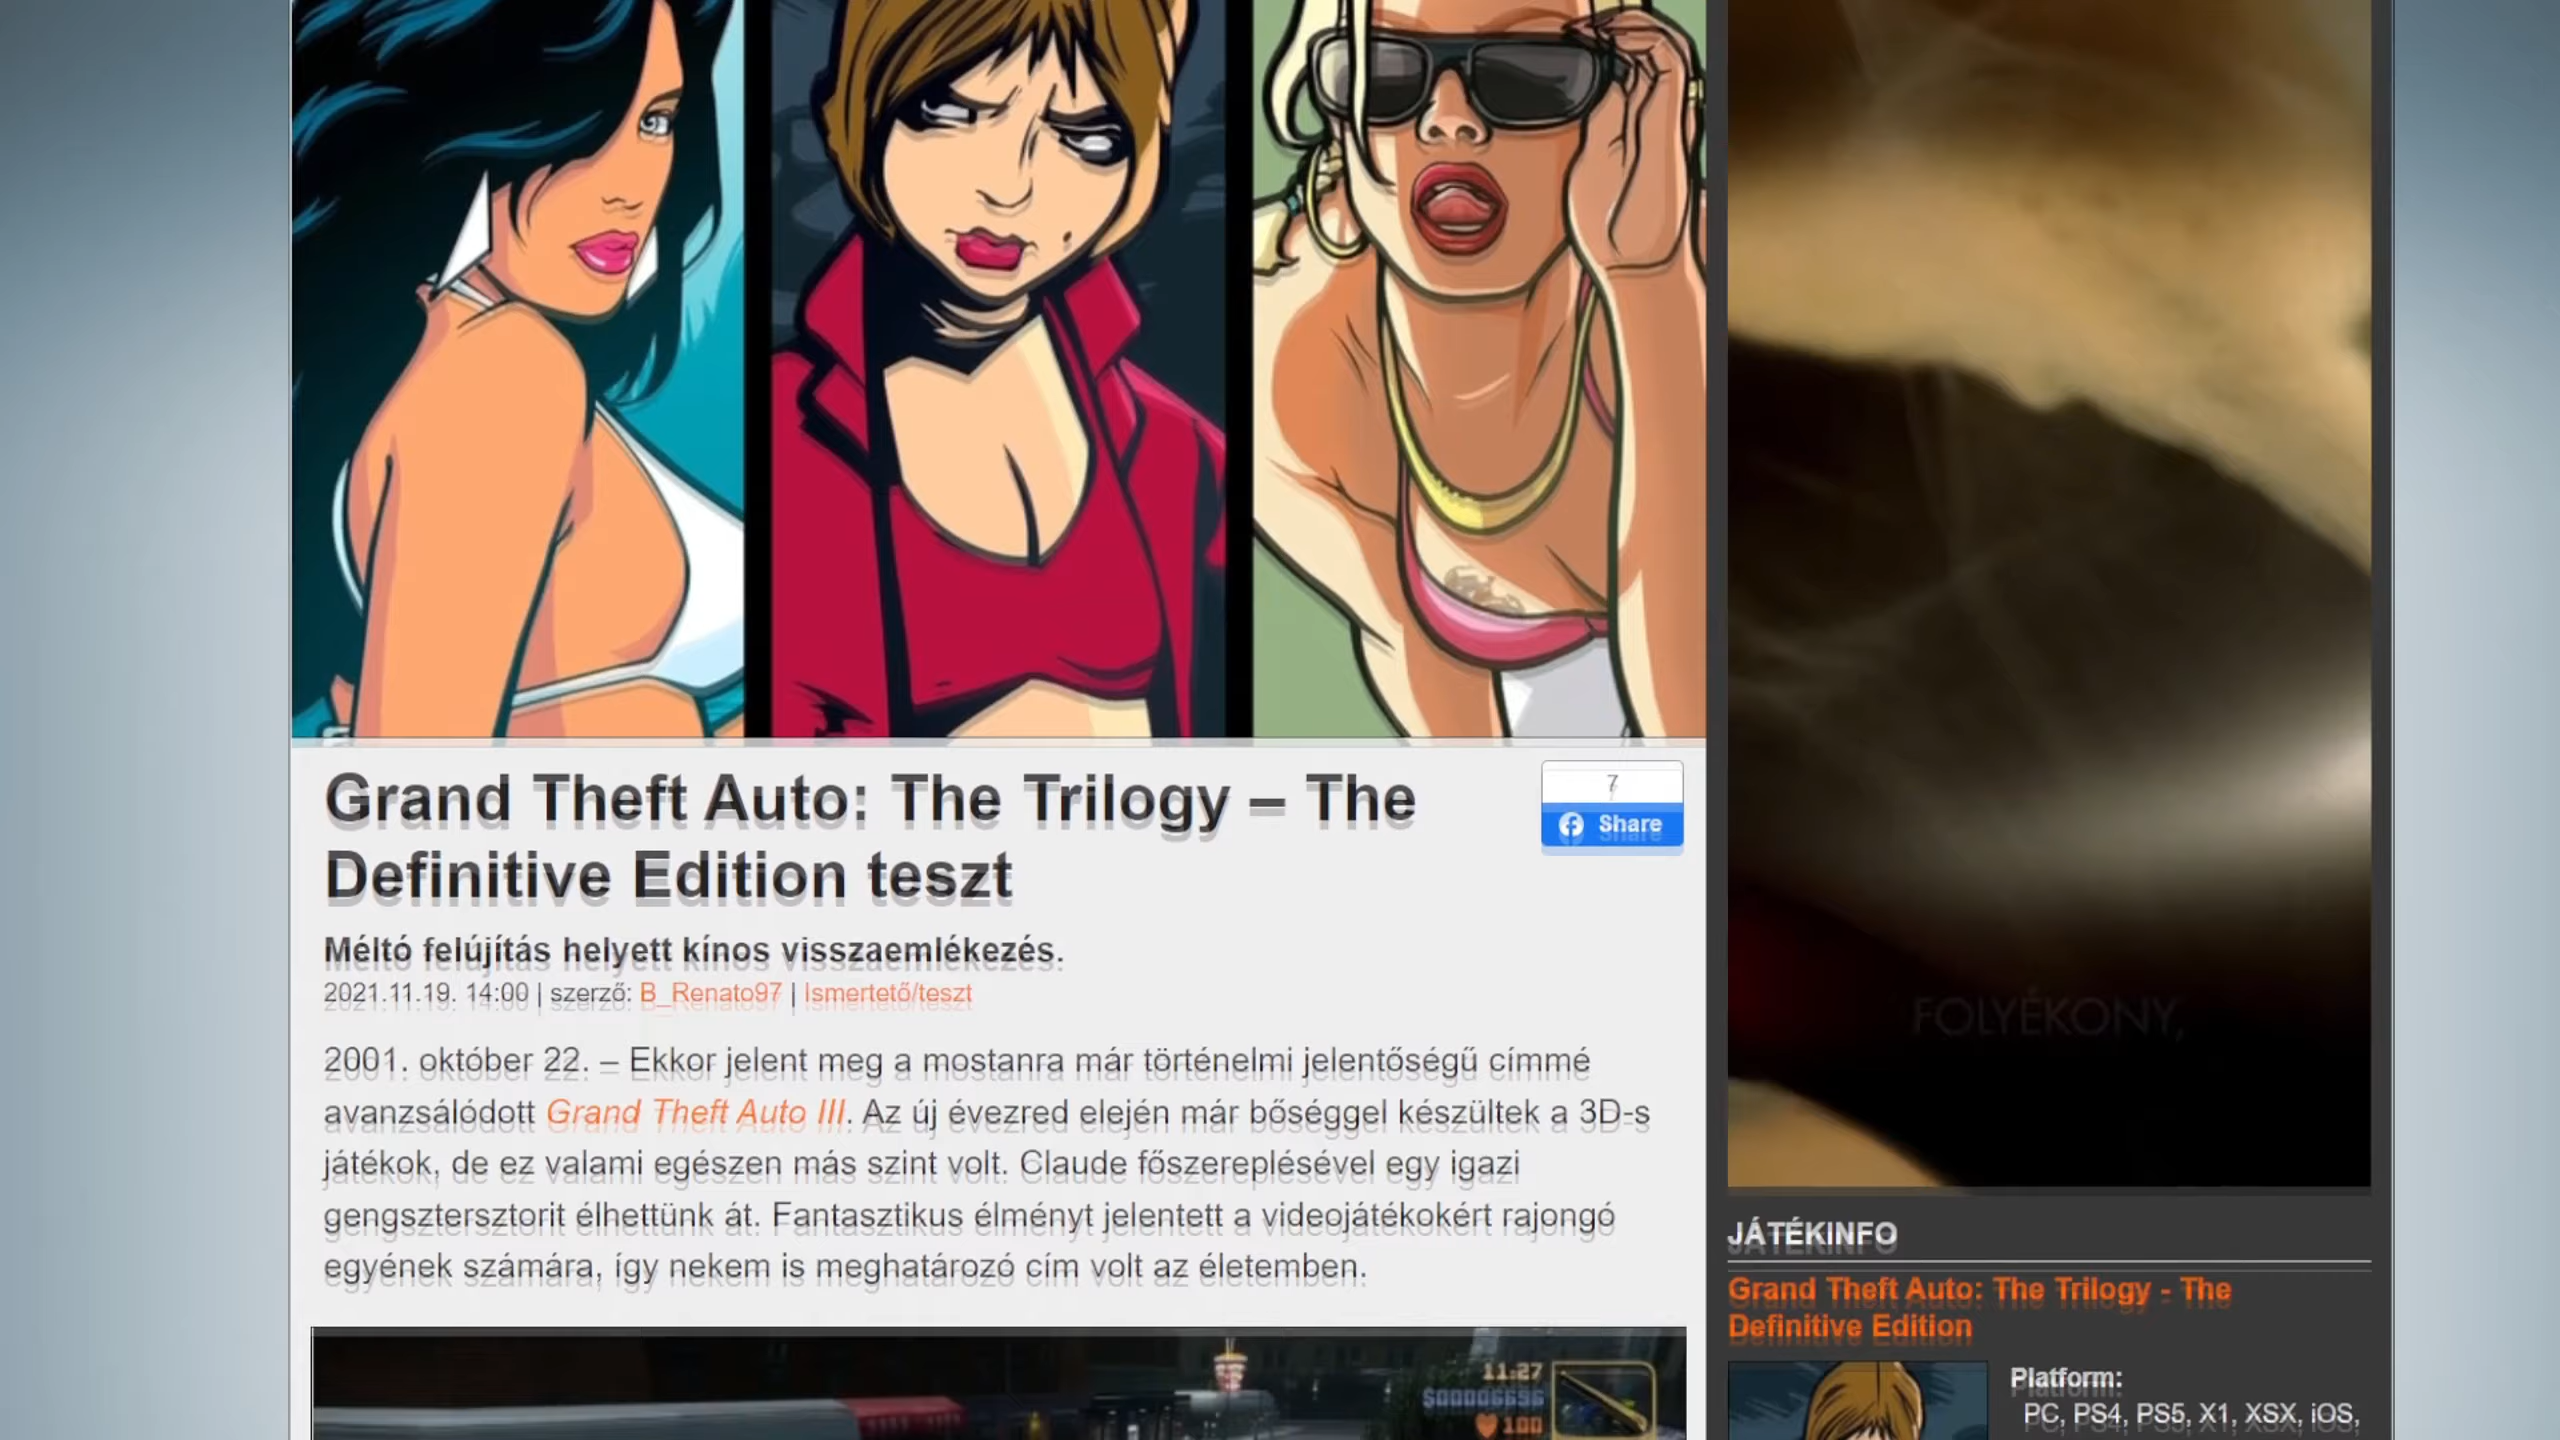 Grand Theft Auto: The Trilogy – The
Definitive Edition teszt
7
Share
Méltó felújítás helyett kínos visszaemlékezés.
2021.11.19. 14:00 | szerző: B_Renato97 | Ismertető/teszt
2001. október 22. – Ekkor jelent meg a mostanra már történelmi jelentőségű címmé
avanzsálódott Grand Theft Auto III. Az új évezred elején már bőséggel készültek a 3D-s
játékok, de ez valami egészen más szint volt. Claude főszereplésével egy igazi
gengsztersztorit élhettünk át. Fantasztikus élményt jelentett a videojátékokért rajongó
egyének számára, így nekem is meghatározó cím volt az életemben.
11:27
$00006696
100
FOLYÉKONY,
JÁTÉKINFO
Grand Theft Auto: The Trilogy - The
Definitive Edition
Platform:
PC, PS4, PS5, X1, XSX, iOS,